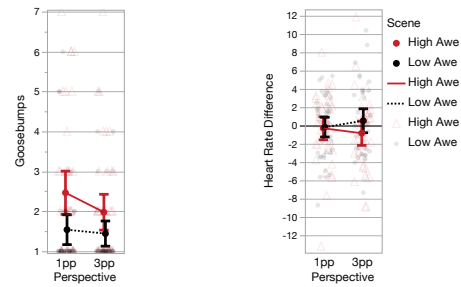 7
6
5
4
3
2
1
Goosebumps
1pp 3pp
Perspective
12
10
8
6
4
2
0
-2
-4
-6
-8
-10
-12
Heart Rate Difference
1pp 3pp
Perspective
Scene
High Awe
Low Awe
High Awe
Low Awe
High Awe
Low Awe